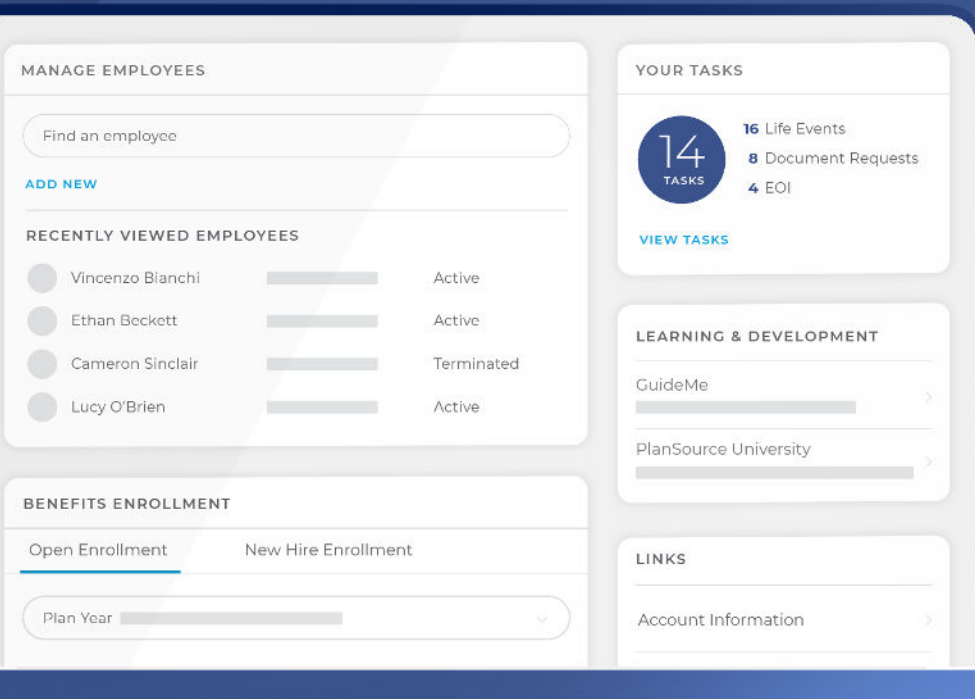 MANAGE EMPLOYEES
Find an employee
ADD NEW
RECENTLY VIEWED EMPLOYEES
Vincenzo Bianchi Active
Ethan Beckett Active
Cameron Sinclair Terminated
Lucy O'Brien Active
BENEFITS ENROLLMENT
Open Enrollment New Hire Enrollment
Plan Year
YOUR TASKS
14
TASKS
16 Life Events
8 Document Requests
4 EOI
VIEW TASKS
LEARNING & DEVELOPMENT
GuideMe
PlanSource University
LINKS
Account Information